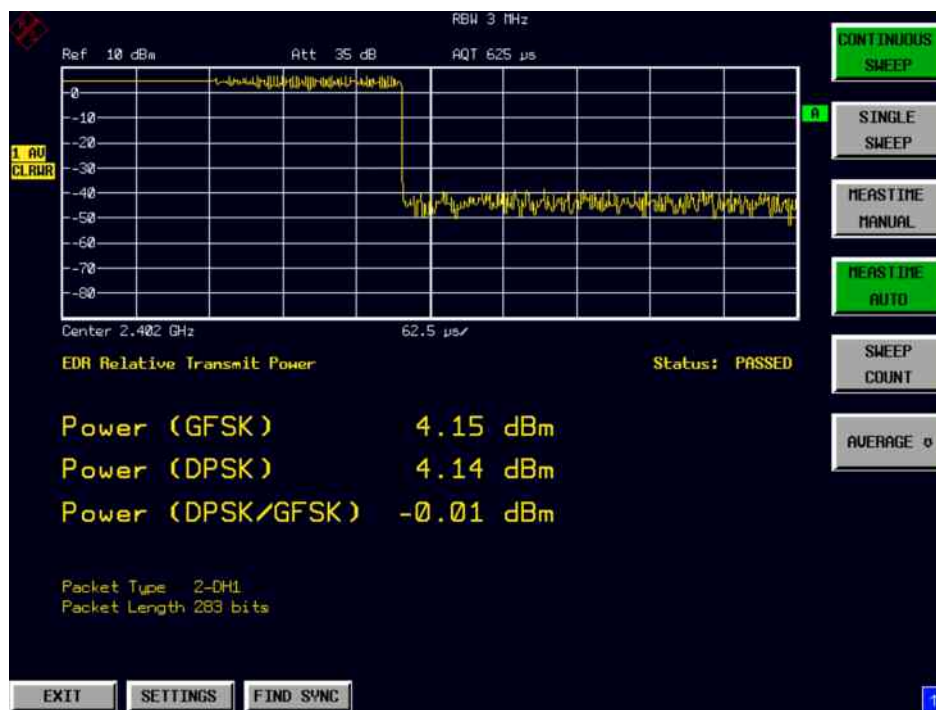 RBW 3 MHz
Ref 10 dBm Att 35 dB AQT 625 µs
CONTINUOUS SWEEP
0
-10
-20
-30
-40
-50
-60
-70
-80
1 AV
CLRWR
A
SINGLE SWEEP
MEASTIME MANUAL
MEASTIME AUTO
SWEEP COUNT
AVERAGE
Center 2.402 GHz 62.5 µs/
EDR Relative Transmit Power Status: PASSED
Power (GFSK) 4.15 dBm
Power (DPSK) 4.14 dBm
Power (DPSK/GFSK) -0.01 dBm
Packet Type 2-DH1
Packet Length 283 bits
EXIT SETTINGS FIND SYNC